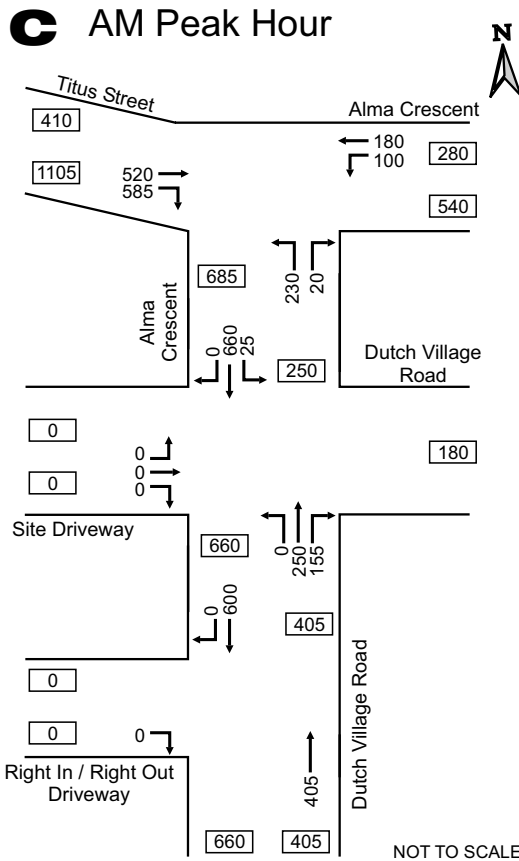 C AM Peak Hour
N
Titus Street
Alma Crescent
410
180
100
280
1105
520
585
540
685
230
20
Alma
Crescent
0
660
25
250
Dutch Village
Road
0
0
0
0
0
180
Site Driveway
660
0
250
155
0
600
405
0
0
0
Right In / Right Out
Driveway
405
Dutch Village Road
660
405
NOT TO SCALE